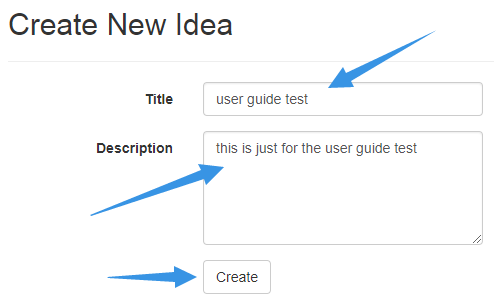 Create New Idea
Title
user guide test
Description
this is just for the user guide test
Create